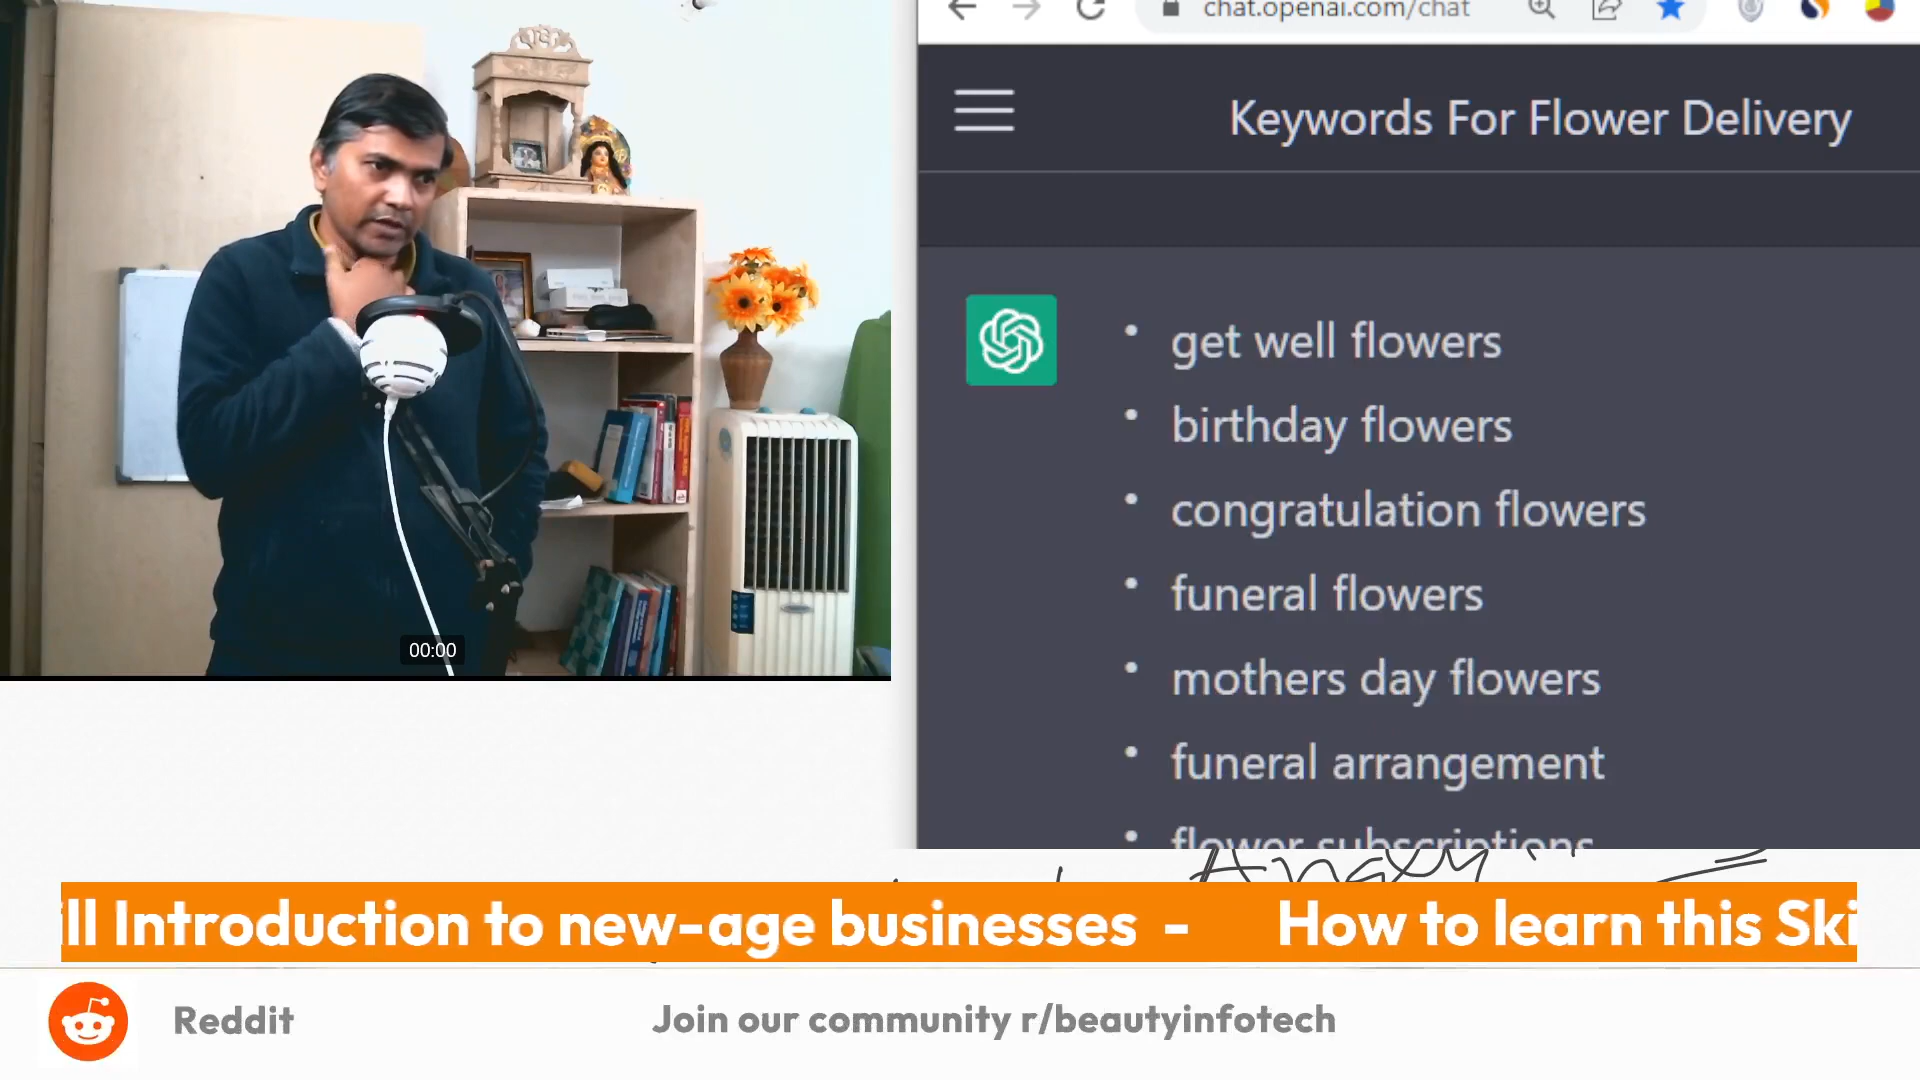 chat.openai.com/chat
Keywords For Flower Delivery
• get well flowers
• birthday flowers
• congratulation flowers
• funeral flowers
• mothers day flowers
• funeral arrangement
• flower subscriptions
00:00
ill Introduction to new-age businesses - How to learn this Ski
Reddit
Join our community r/beautyinfotech